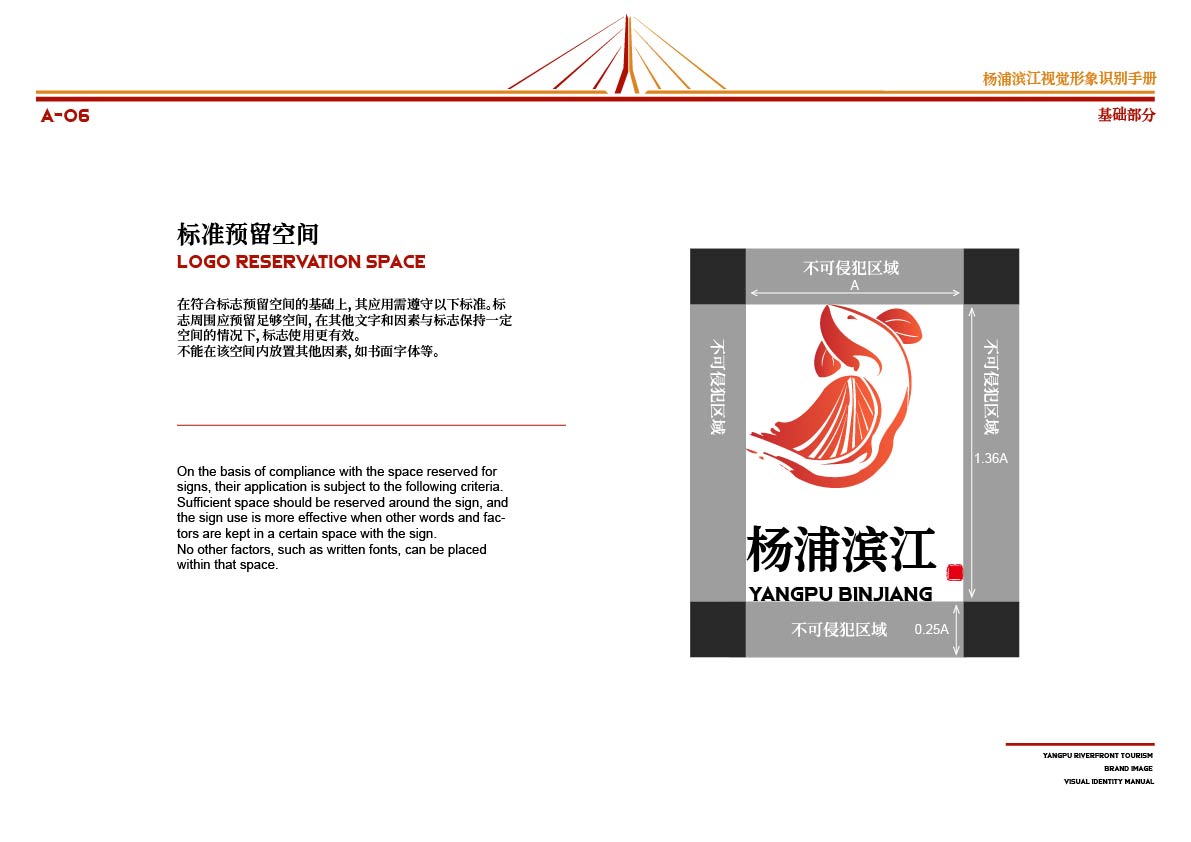 杨浦滨江视觉形象识别手册
A-06
基础部分
标准预留空间
LOGO RESERVATION SPACE
在符合标志预留空间的基础上，其应用需遵守以下标准。标
志周围应预留足够空间，在其他文字和因素与标志保持一定
空间的情况下，标志使用更有效。
不能在该空间内放置其他因素，如书面字体等。
On the basis of compliance with the space reserved for
signs, their application is subject to the following criteria.
Sufficient space should be reserved around the sign, and
the sign use is more effective when other words and fac-
tors are kept in a certain space with the sign.
No other factors, such as written fonts, can be placed
within that space.
不可侵犯区域
A
不可侵犯区域
不可侵犯区域
1.36A
杨浦滨江
YANGPU BINJIANG
不可侵犯区域
0.25A
YANGPU RIVERFRONT TOURISM
BRAND IMAGE
VISUAL IDENTITY MANUAL